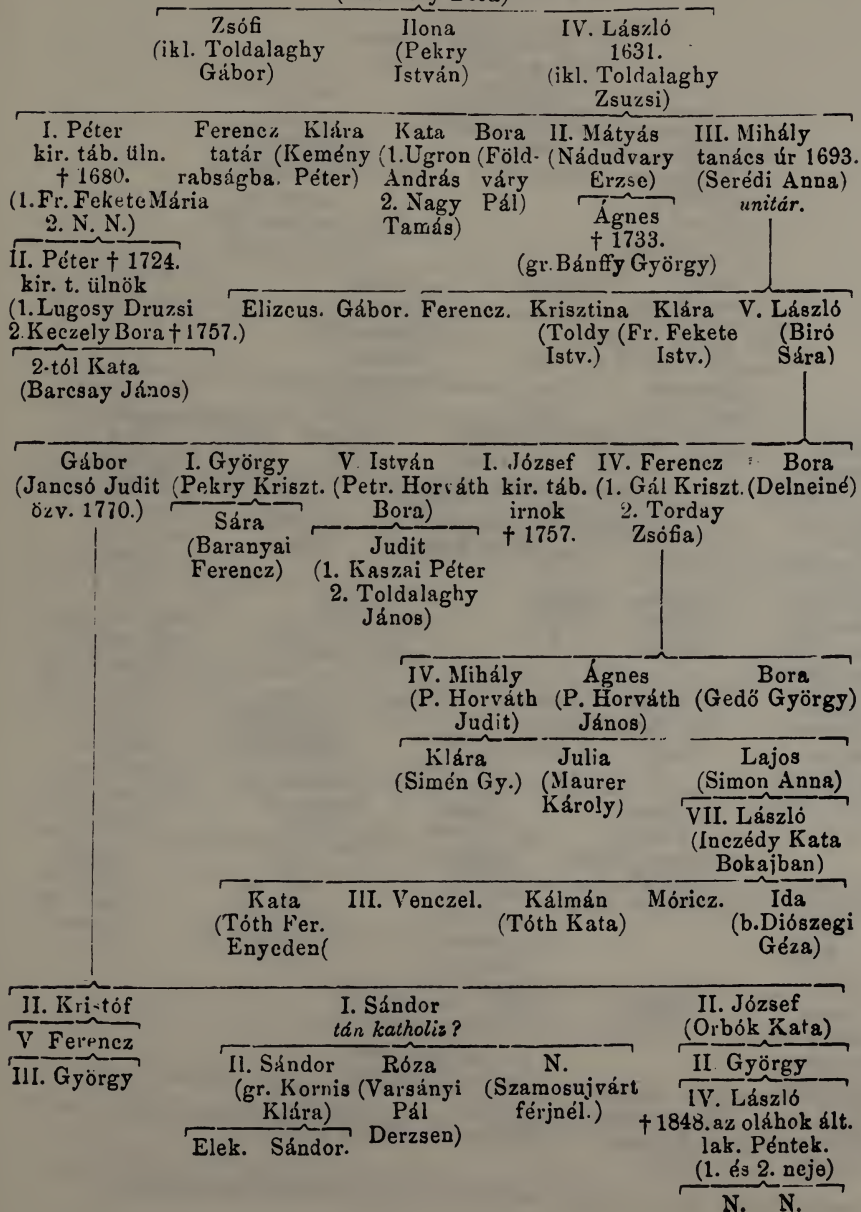 Zsófi Ilona IV. László
(ikl. Toldalaghy (Pekry 1631.
Gábor) István) (ikl. Toldalaghy
Zsuzsi)
I. Péter Ferencz Klára Kata Bora II. Mátyás III. Mihály
kir. táb. üln. tatár (Kemény (1.Ugron (Föld- (Nádudvary tanács úr 1693.
† 1680. rabságba. Péter) András váry Erzse) (Serédi Anna)
(1.Fr. Fekete Mária 2. Nagy Pál) unitár.
2. N. N.) Tamás) Ágnes
† 1733.
II. Péter † 1724. (gr. Bánffy György)
kir. t. ülnök
(1.Lugosy Druzsi Elizeus. Gábor. Ferencz. Krisztina Klára V. László
2.Keczely Bora † 1757.) (Toldy (Fr. Fekete (Biró
Istv.) Istv.) Sára)
2-tól Kata
(Barcsay János)
Gábor I. György V. István I. József IV. Ferencz Bora
(Jancsó Judit (Pekry Kriszt. (Petr. Horváth kir. táb. (1. Gál Kriszt. (Delneiné)
özv. 1770.) Bora) irnok 2. Torday
Sára † 1757. Zsófia)
(Baranyai Judit
Ferencz) (1. Kaszai Péter
2. Toldalaghy
János)
IV. Mihály Ágnes Bora
(P. Horváth (P. Horváth (Gedő György)
Judit) János)
Klára Julia Lajos
(Simén Gy.) (Maurer (Simon Anna)
Károly)
VII. László
(Inczédy Kata
Bokajban)
Kata III. Venczel. Kálmán Móricz. Ida
(Tóth Fer. (Tóth Kata) (b.Diószegi
Enyeden( Géza)
II. Kristóf I. Sándor II. József
tán katholiz? (Orbók Kata)
V Ferencz
II. Sándor Róza N. II György
III. György (gr. Kornis (Varsányi (Szamosujvárt
Klára) Pál férjnél.) IV. László
Derzsen) † 1848. az oláhok ált.
Elek. Sándor. lak. Péntek.
(1. és 2. neje)
N. N.